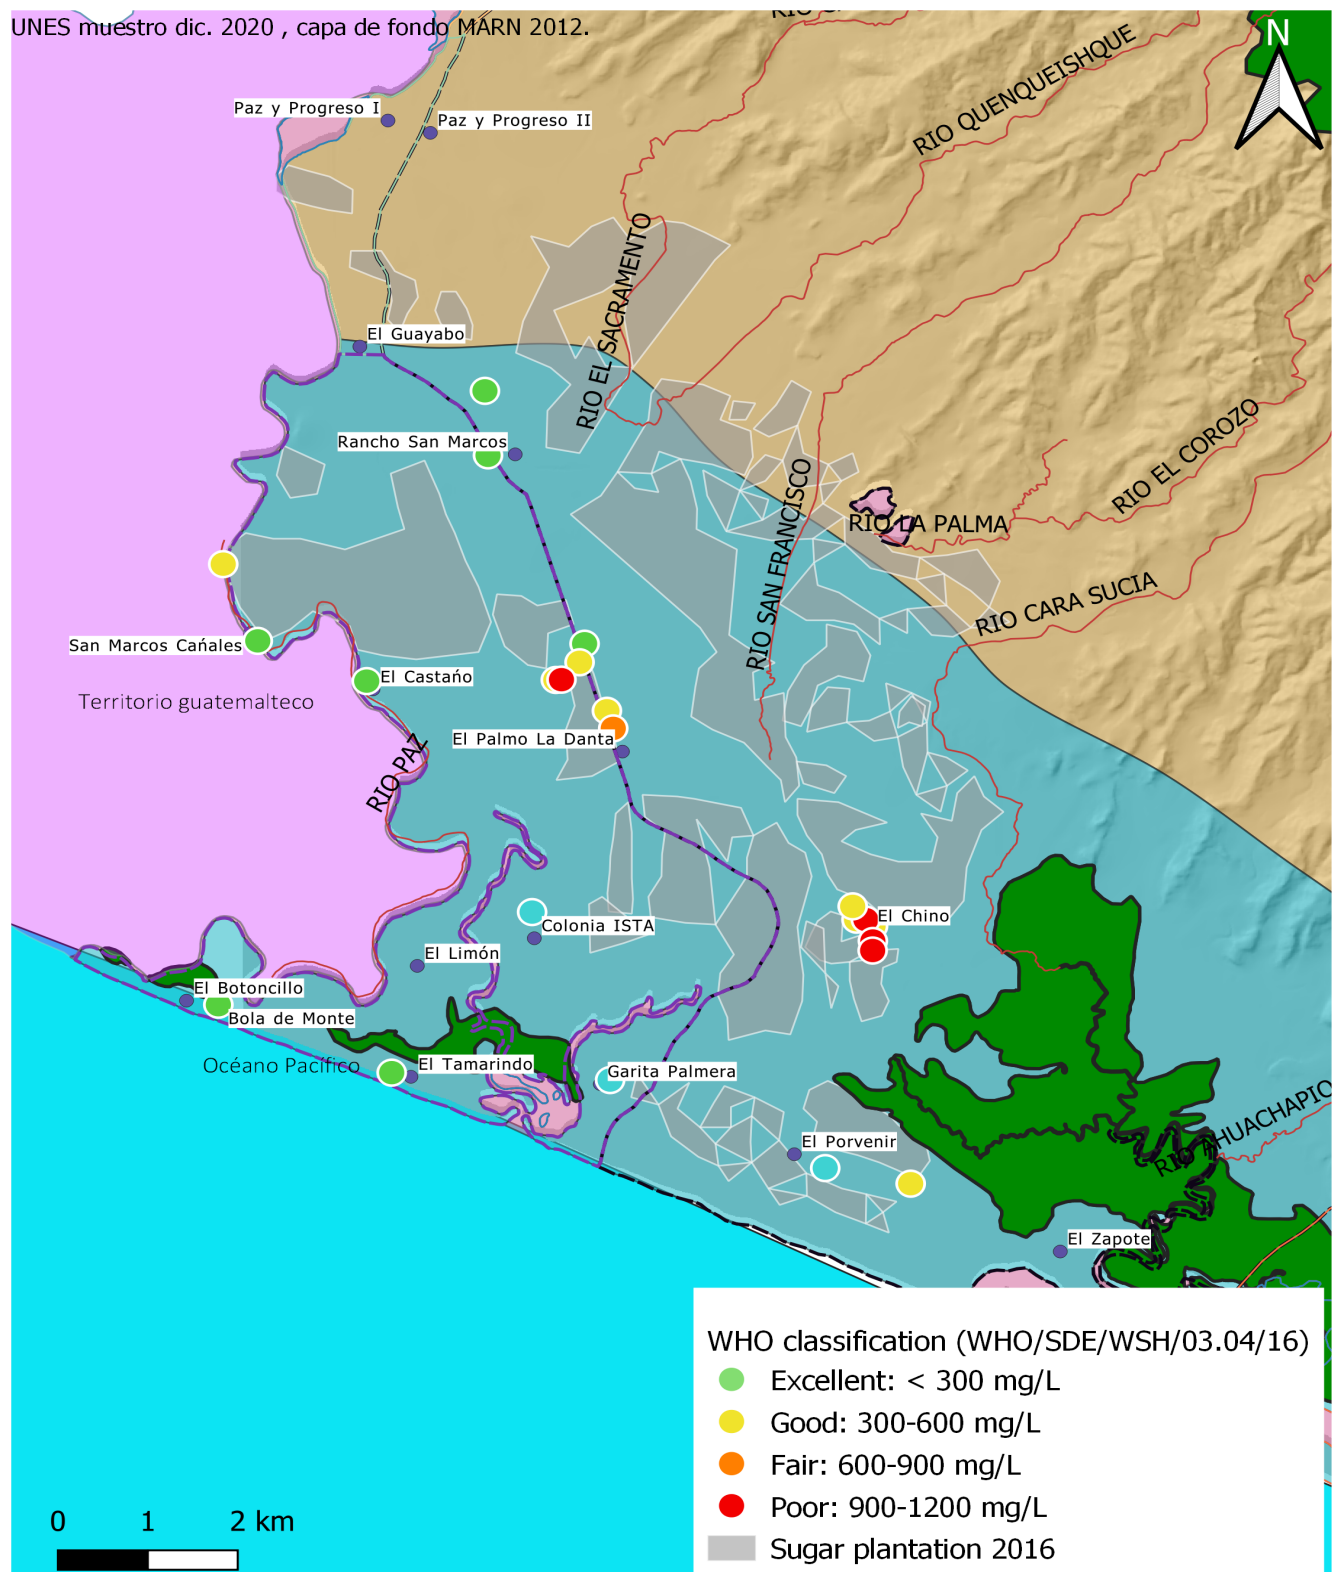 UNES muestro dic. 2020 , capa de fondo MARN 2012.
N
RIO QUENQUEISHQUE
Paz y Progreso I
Paz y Progreso II
RIO EL SACRAMENTO
El Guayabo
Rancho San Marcos
RIO SAN FRANCISCO
RIO EL COROZO
RIO LA PALMA
RIO CARA SUCIA
San Marcos Cańales
El Castańo
Territorio guatemalteco
RIO PAZ
El Palmo La Danta
El Chino
Colonia ISTA
El Limón
El Botoncillo
Bola de Monte
Océano Pacífico
El Tamarindo
Garita Palmera
El Porvenir
RIO AHUACHAPIO
El Zapote
WHO classification (WHO/SDE/WSH/03.04/16)
Excellent: < 300 mg/L
Good: 300-600 mg/L
Fair: 600-900 mg/L
Poor: 900-1200 mg/L
Sugar plantation 2016
0 1 2 km